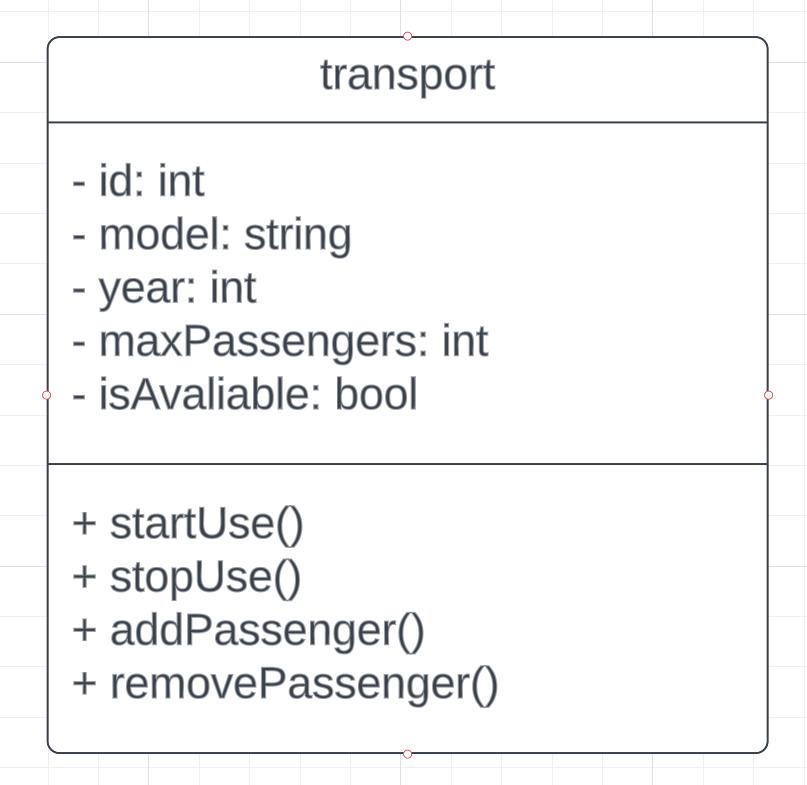 transport
- id: int
- model: string
- year: int
- maxPassengers: int
- isAvaliable: bool
+ startUse()
+ stopUse()
+ addPassenger()
+ removePassenger()